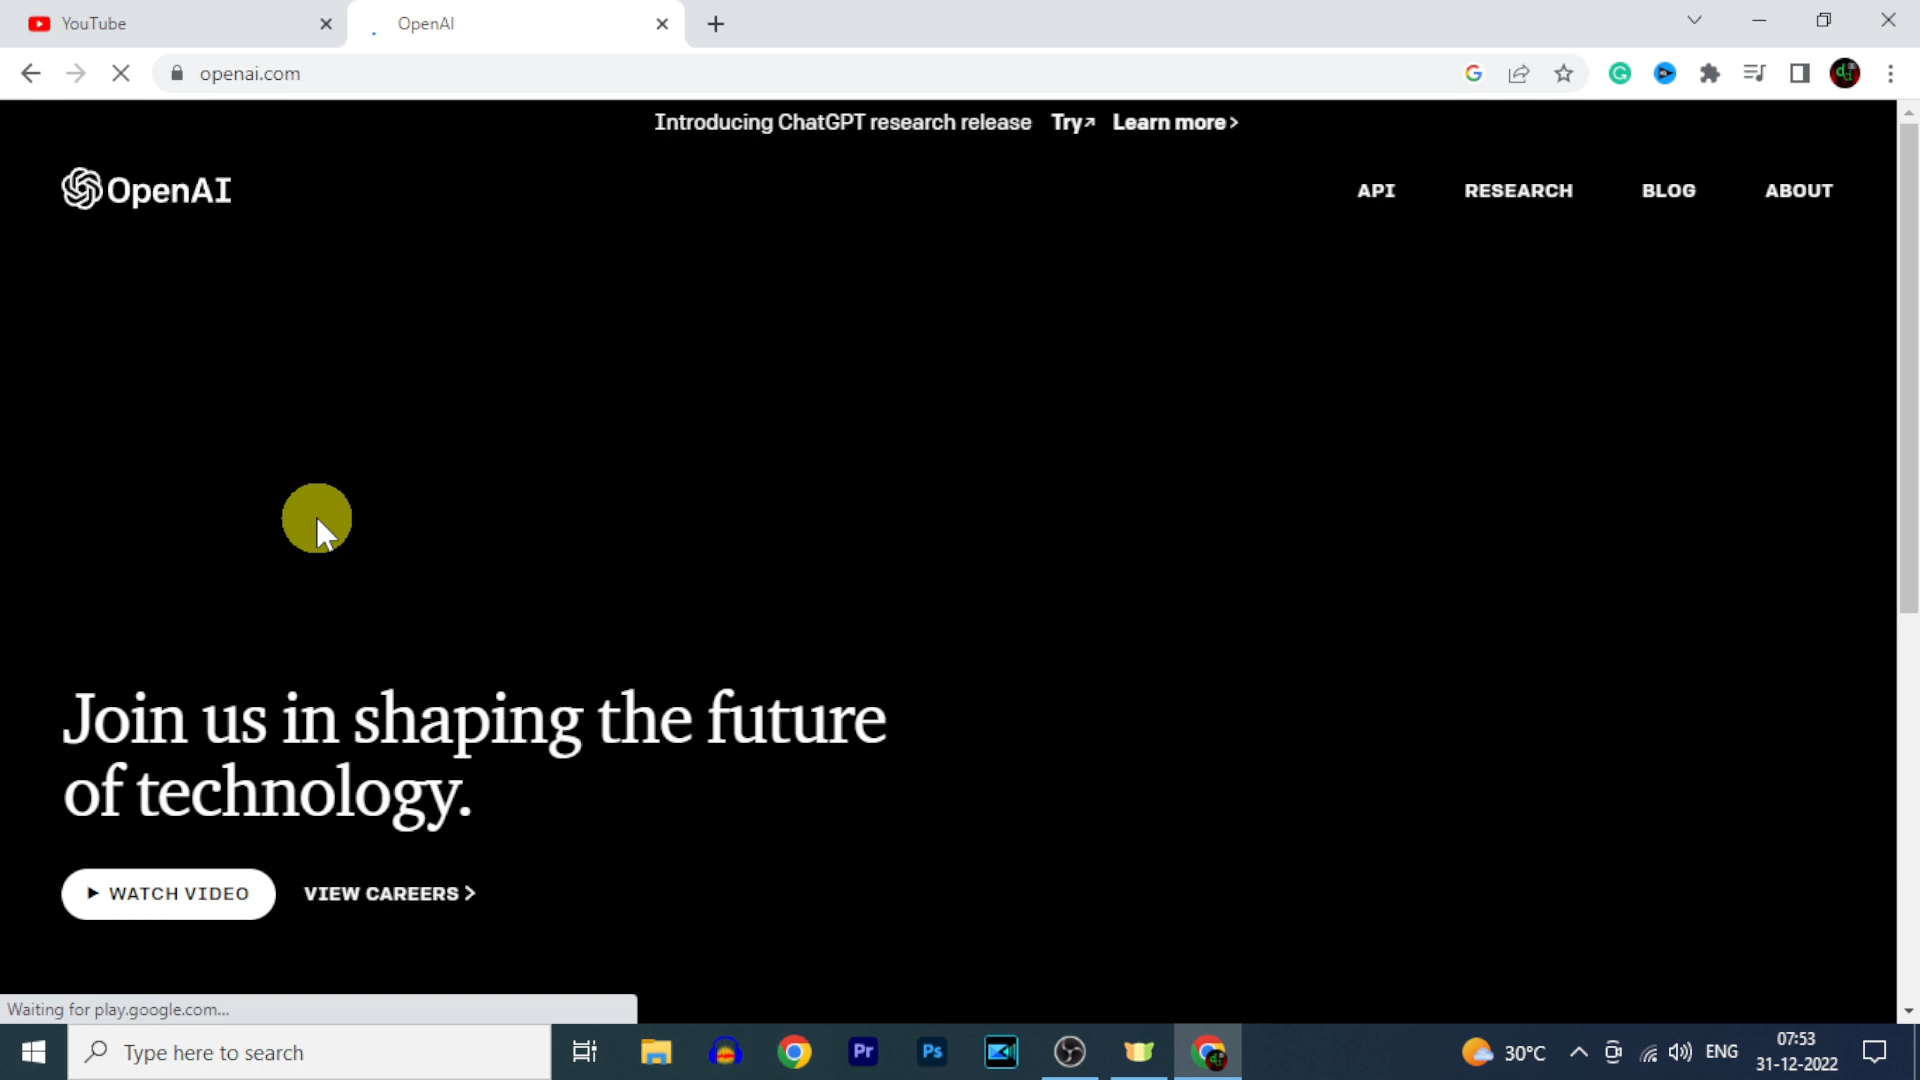 YouTube
OpenAI
openai.com
Introducing ChatGPT research release Try↗ Learn more >
OpenAI
API RESEARCH BLOG ABOUT
Join us in shaping the future
of technology.
WATCH VIDEO VIEW CAREERS >
Waiting for play.google.com...
Type here to search
Pr
Ps
30°C
ENG
07:53
31-12-2022